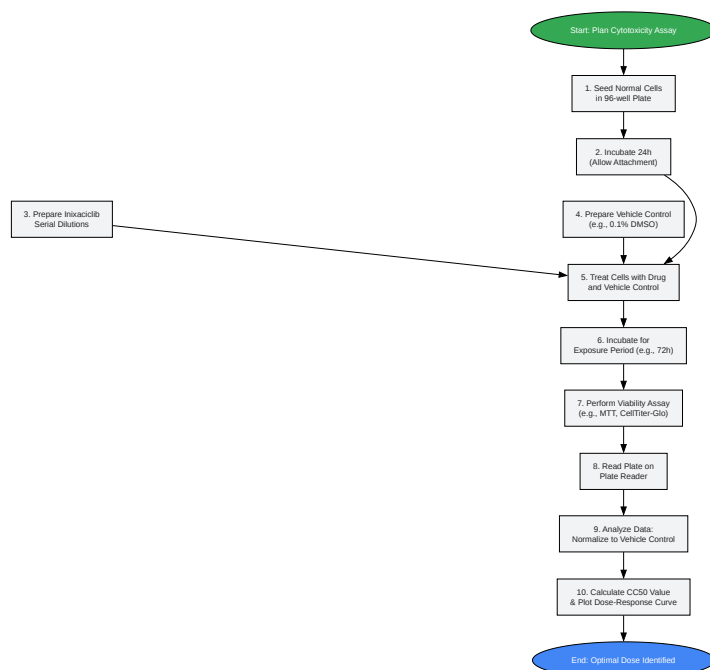 Start: Plan Cytotoxicity Assay
1. Seed Normal Cells
in 96-well Plate
2. Incubate 24h
(Allow Attachment)
3. Prepare Inixaciclib
Serial Dilutions
4. Prepare Vehicle Control
(e.g., 0.1% DMSO)
5. Treat Cells with Drug
and Vehicle Control
6. Incubate for
Exposure Period (e.g., 72h)
7. Perform Viability Assay
(e.g., MTT, CellTiter-Glo)
8. Read Plate on
Plate Reader
9. Analyze Data:
Normalize to Vehicle Control
10. Calculate CC50 Value
& Plot Dose-Response Curve
End: Optimal Dose Identified